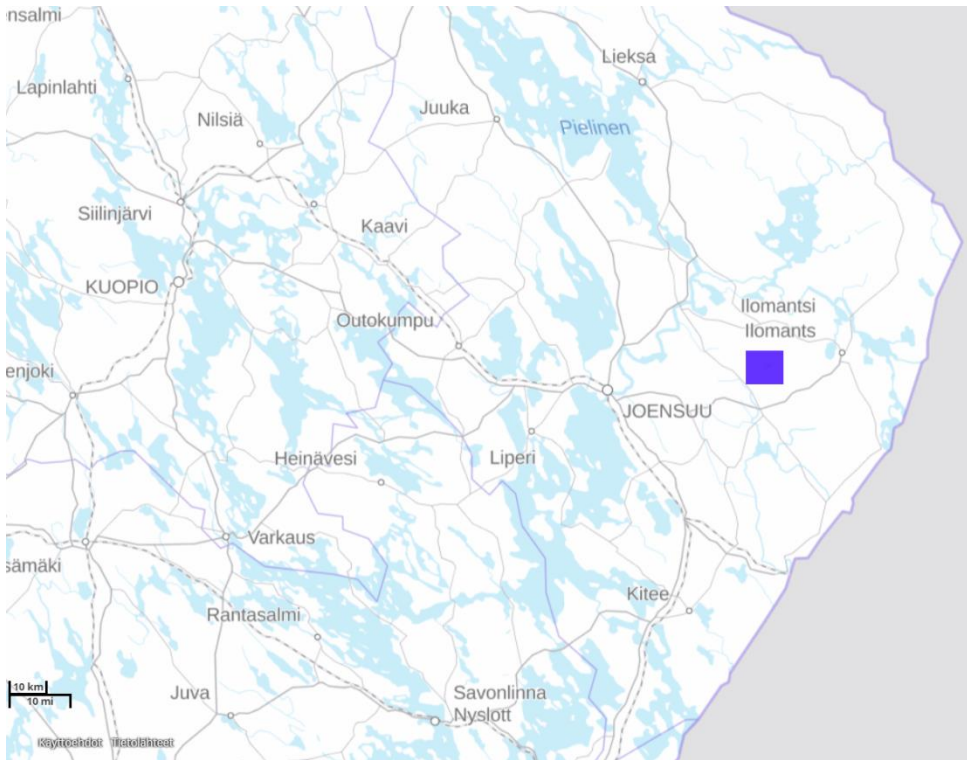 nsalmi
Lieksa
Lapinlahti
Juuka
Nilsiä
Pielinen
Siilinjärvi
Kaavi
KUOPIO
Ilomantsi
Outokumpu
Ilomants
enjoki
JOENSUU
Heinävesi
Liperi
Varkaus
sämäki
Kitee
Rantasalmi
10 km
10 mi
Juva
Savonlinna
Nyslott
Käyttöehdot Tietolähteet